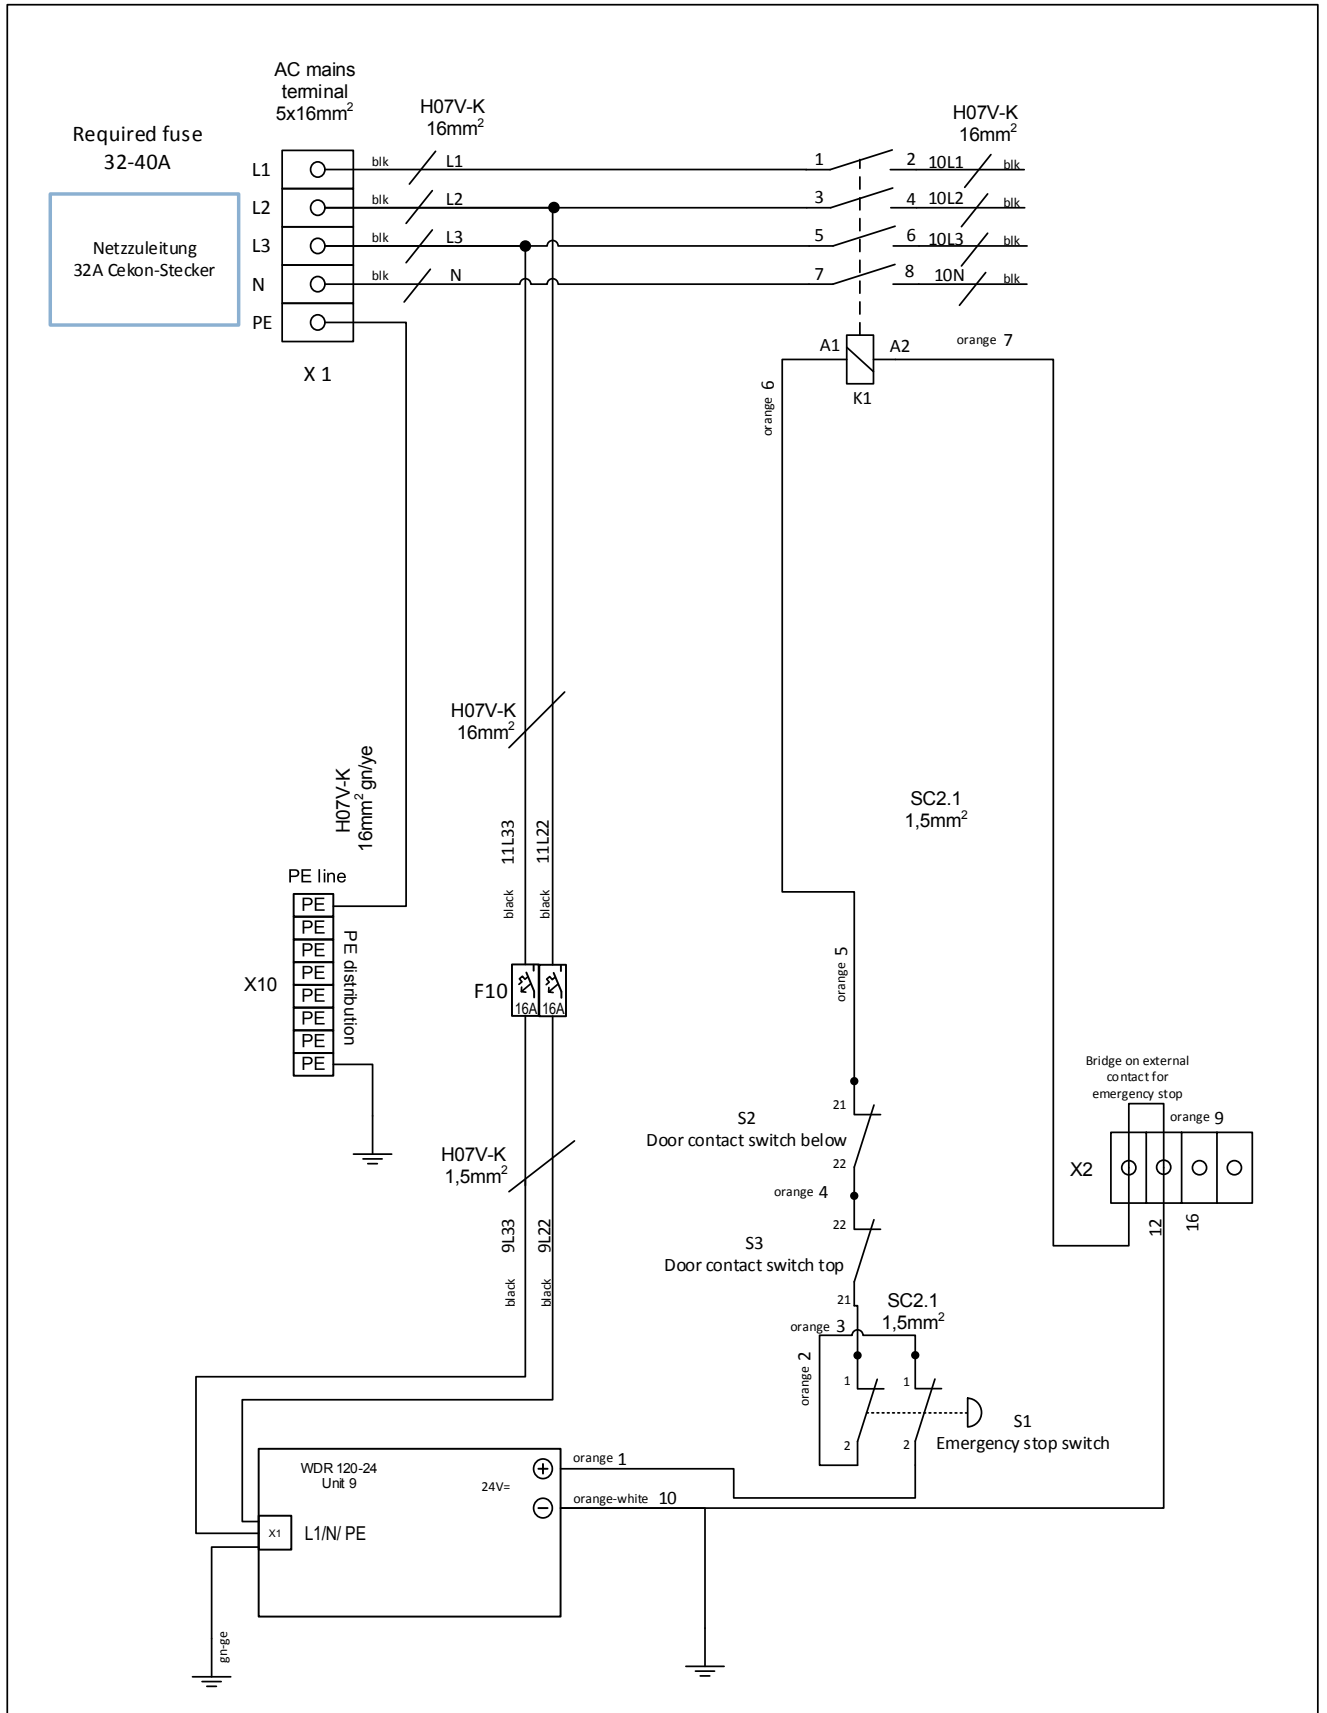 AC mains
terminal
5x16mm²
Required fuse
32-40A
Netzzuleitung
32A Cekon-Stecker
H07V-K
16mm²
H07V-K
16mm²
L1
blk
L1
1
2
10L1
blk
L2
blk
L2
3
4
10L2
blk
L3
blk
L3
5
6
10L3
blk
N
blk
N
7
8
10N
blk
PE
X 1
A1
A2
K1
orange 7
orange 6
H07V-K
16mm²
H07V-K
16mm² gn/ye
SC2.1
1,5mm²
black 11L33
black 11L22
PE line
PE
PE
PE
PE
PE
PE
PE
PE
PE distribution
X10
F10
16A
16A
orange 5
Bridge on external
contact for
emergency stop
orange 9
X2
12
16
21
S2
Door contact switch below
22
orange 4
22
S3
Door contact switch top
21
H07V-K
1,5mm²
black 9L33
black 9L22
SC2.1
1,5mm²
orange 3
orange 2
1
1
2
2
S1
Emergency stop switch
WDR 120-24
Unit 9
24V=
orange 1
orange-white 10
X1
L1/N/ PE
gn-ge